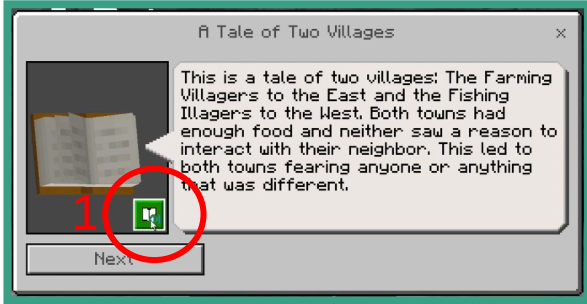 A Tale of Two Villages
x
This is a tale of two villages: The Farming
Villagers to the East and the Fishing
Illagers to the West. Both towns had
enough food and neither saw a reason to
interact with their neighbor. This led to
both towns fearing anyone or anything
that was different.
1
Next